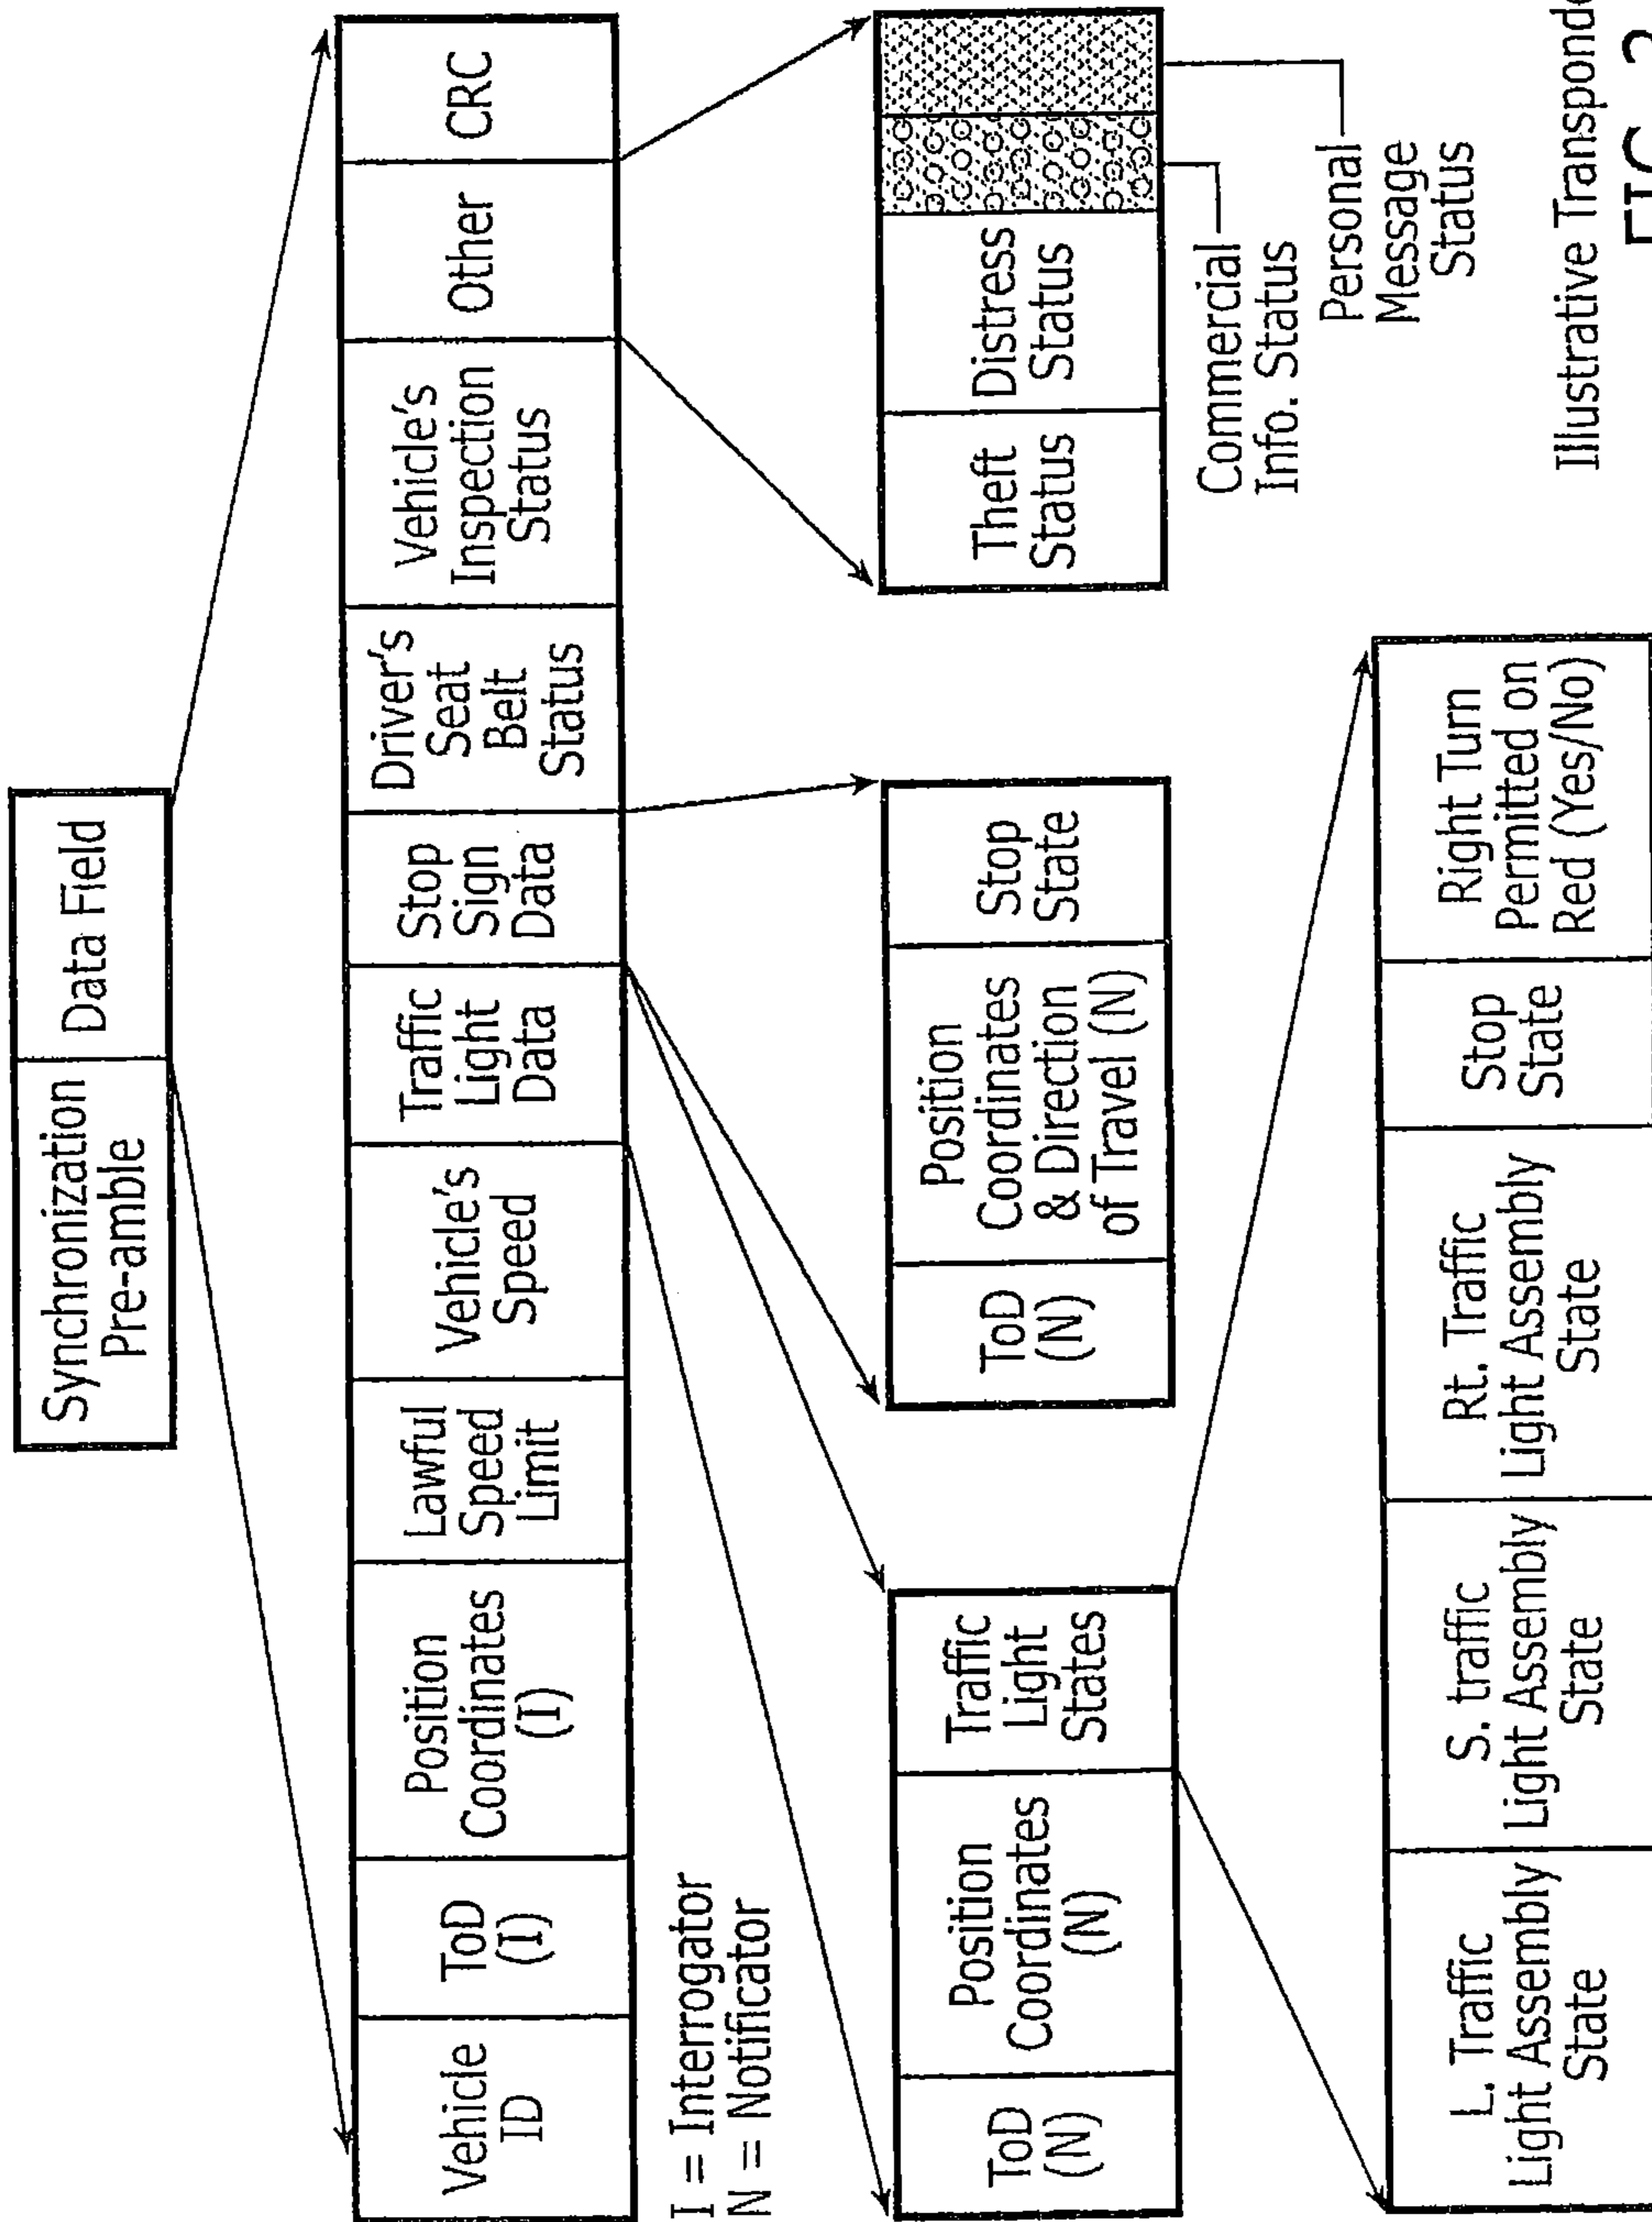 Synchronization
Pre-amble
Data Field
Vehicle
ID
ToD
(I)
Position
Coordinates
(I)
Lawful
Speed
Limit
Vehicle's
Speed
Traffic
Light
Data
Stop
Sign
Data
Driver's
Seat
Belt
Status
Vehicle's
Inspection
Status
Other
CRC
I = Interrogator
N = Notificator
ToD
(N)
Position
Coordinates
(N)
Traffic
Light
States
ToD
(N)
Position
Coordinates
& Direction
of Travel (N)
Stop
State
Theft
Status
Distress
Status
Commercial
Info. Status
Personal
Message
Status
L. Traffic
Light Assembly
State
S. traffic
Light Assembly
State
Rt. Traffic
Light Assembly
State
Stop
State
Right Turn
Permitted on
Red (Yes/No)
Illustrative